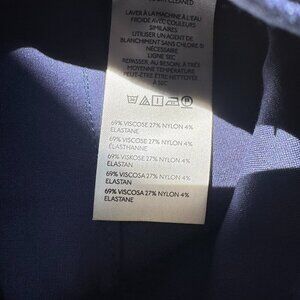 CLEANED
LAVER À LA MACHINE À L'EAU
FROIDE AVEC COULEURS
SIMILAIRES
UTILISER UN AGENT DE
BLANCHIMENT SANS CHLORE SI
NÉCESSAIRE
LIGNE SEC
REPASSER, AU BESOIN, À TRÈS
MOYENNE TEMPÉRATURE
PEUT-ÊTRE ÊTRE NETTOYÉS
À SEC
69% VISCOSE 27% NYLON 4%
ELASTANE
69% VISCOSE 27% NYLON 4%
ÉLASTHANNE
69% VISKOSE 27% NYLON 4%
ELASTAN
69% VISCOSA 27% NYLON 4%
ELASTAN
69% VISCOSA 27% NYLON 4%
ELASTANE